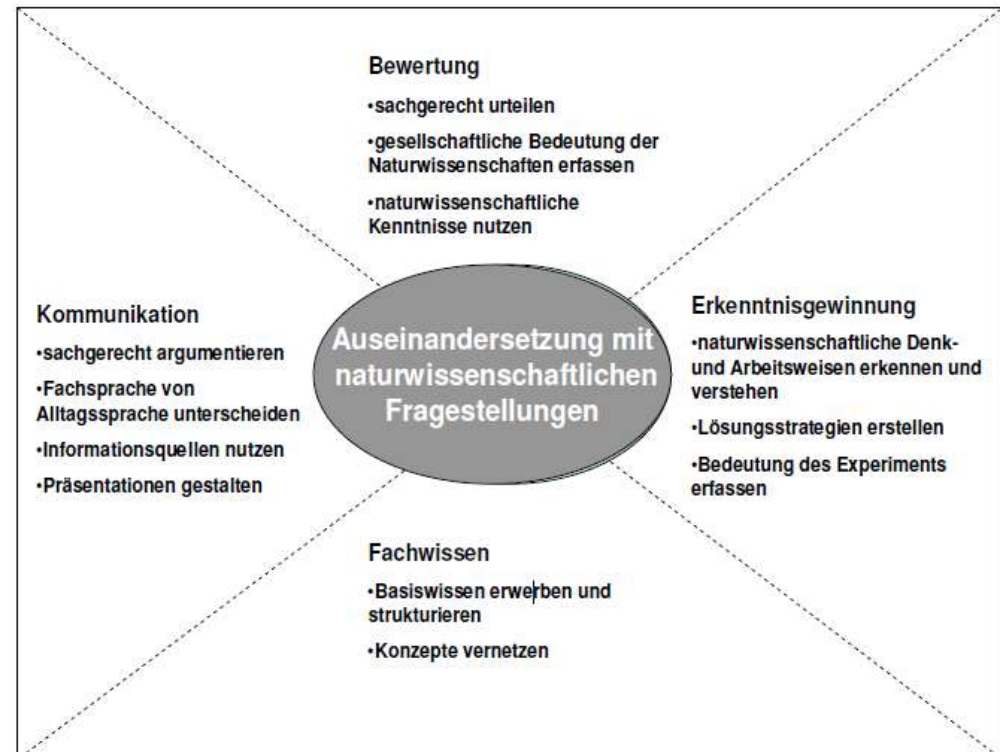 Bewertung
•sachgerecht urteilen
•gesellschaftliche Bedeutung der
Naturwissenschaften erfassen
•naturwissenschaftliche
Kenntnisse nutzen
Kommunikation
•sachgerecht argumentieren
•Fachsprache von
Alltagssprache unterscheiden
•Informationsquellen nutzen
•Präsentationen gestalten
Auseinandersetzung mit
naturwissenschaftlichen
Fragestellungen
Erkenntnisgewinnung
•naturwissenschaftliche Denk-
und Arbeitsweisen erkennen und
verstehen
•Lösungsstrategien erstellen
•Bedeutung des Experiments
erfassen
Fachwissen
•Basiswissen erwerben und
strukturieren
•Konzepte vernetzen